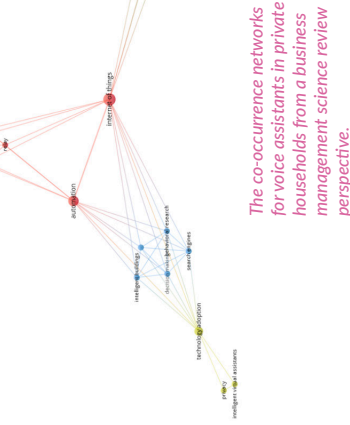 The co-occurrence networks
for voice assistants in private
households from a business
management science review
perspective.
internet of things
automation
intelligent buildings
behavioral research
search engines
technology adoption
privacy
intelligent virtual assistants